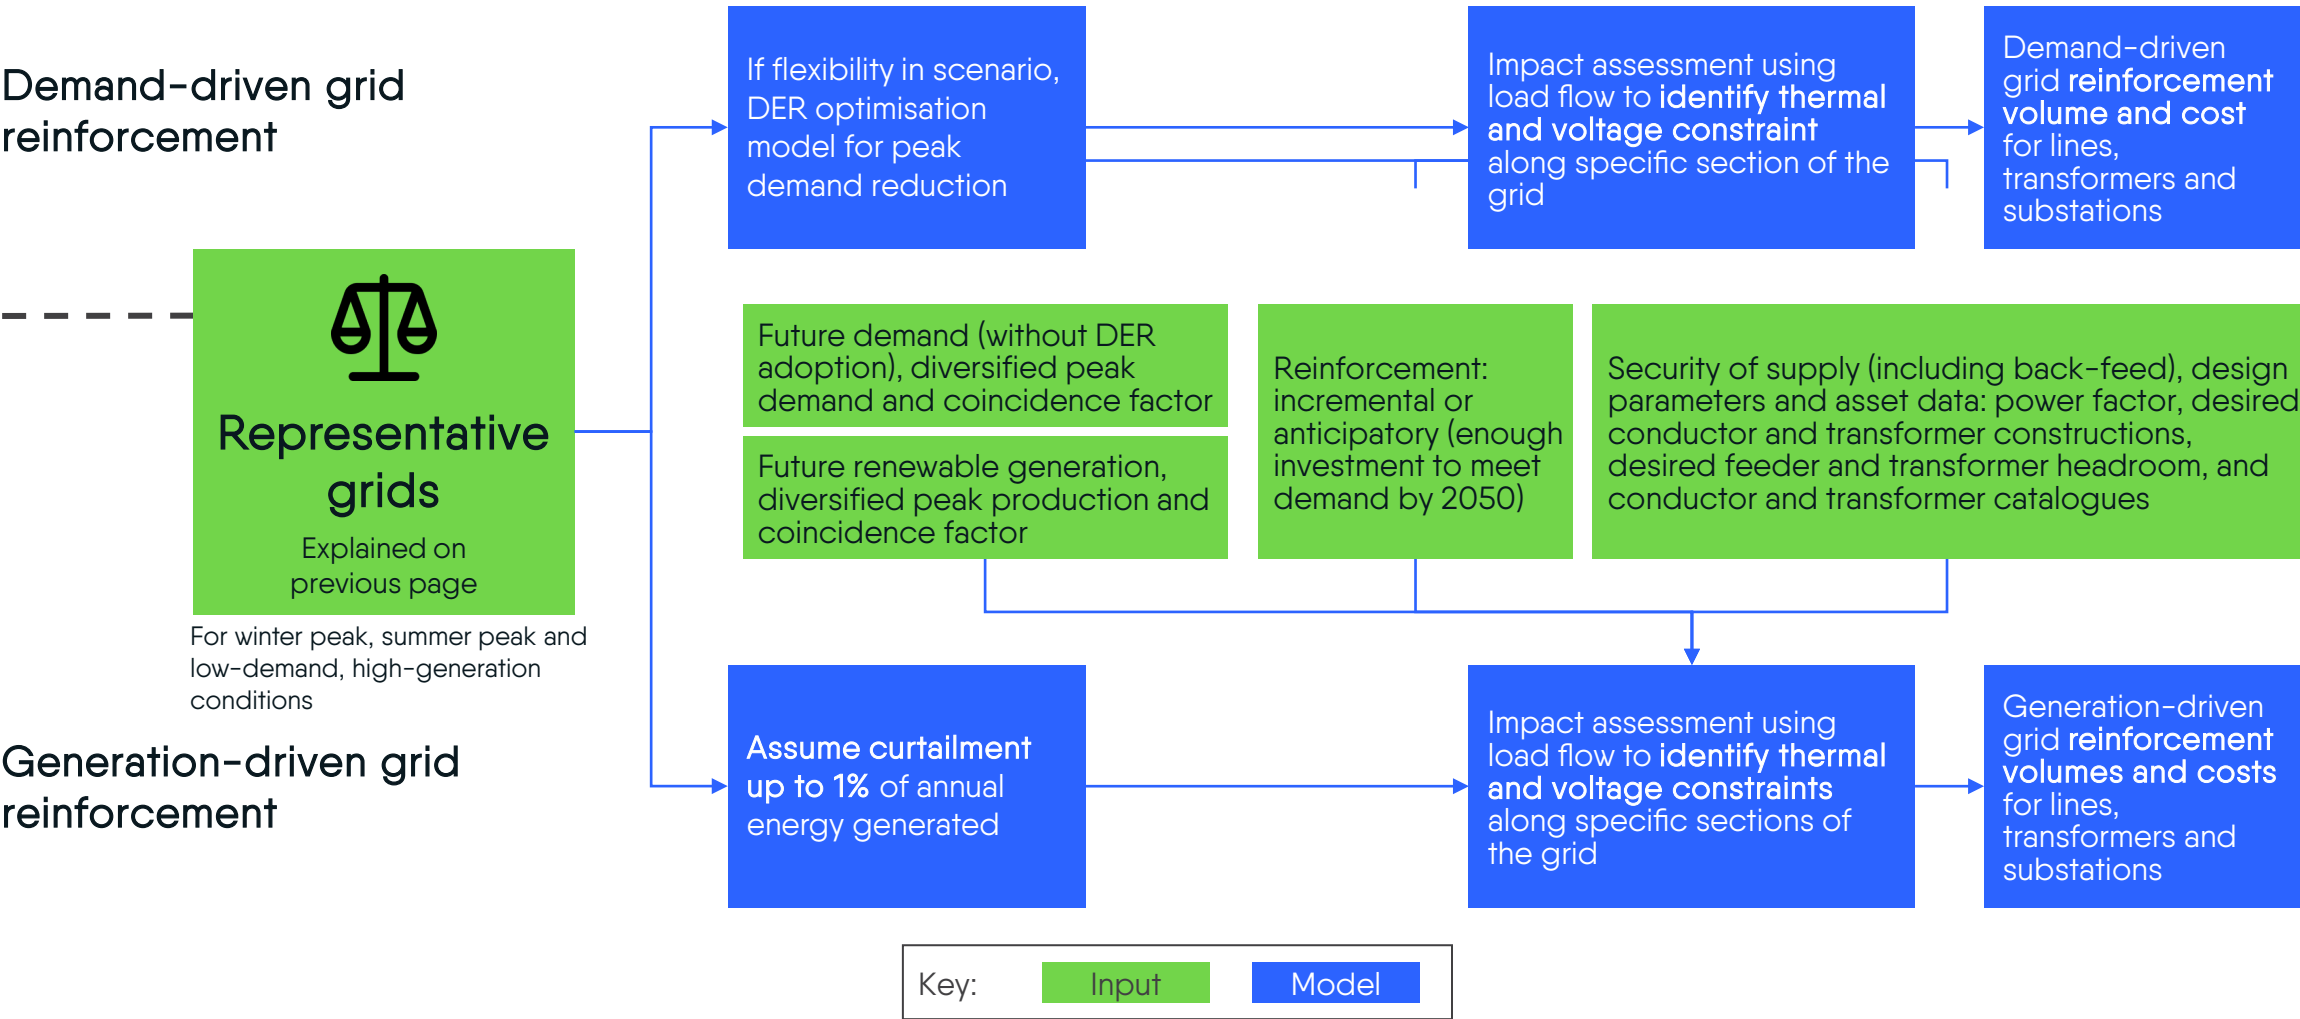 Demand-driven grid
reinforcement
If flexibility in scenario,
DER optimisation
model for peak
demand reduction
Impact assessment using
load flow to identify thermal
and voltage constraint
along specific section of the
grid
Demand-driven
grid reinforcement
volume and cost
for lines,
transformers and
substations
Representative
grids
Explained on
previous page
For winter peak, summer peak and
low-demand, high-generation
conditions
Future demand (without DER
adoption), diversified peak
demand and coincidence factor
Future renewable generation,
diversified peak production and
coincidence factor
Reinforcement:
incremental or
anticipatory (enough
investment to meet
demand by 2050)
Security of supply (including back-feed), design
parameters and asset data: power factor, desired
conductor and transformer constructions,
desired feeder and transformer headroom, and
conductor and transformer catalogues
Generation-driven grid
reinforcement
Assume curtailment
up to 1% of annual
energy generated
Impact assessment using
load flow to identify thermal
and voltage constraints
along specific sections of
the grid
Generation-driven
grid reinforcement
volumes and costs
for lines,
transformers and
substations
Key:
Input
Model